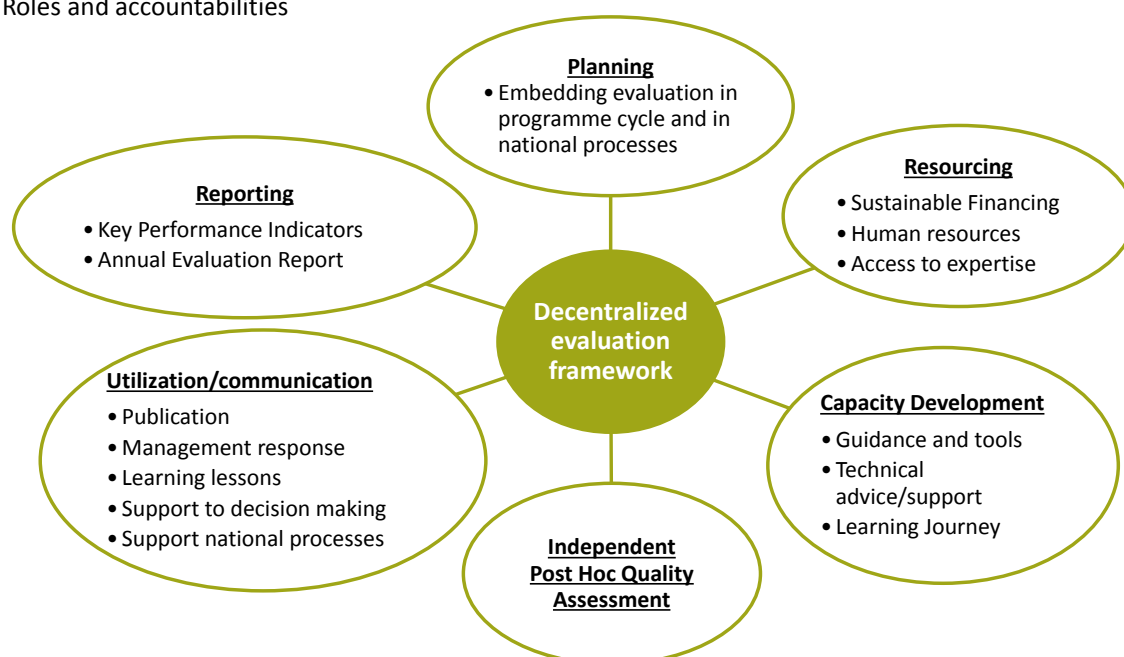 Roles and accountabilities
Planning
• Embedding evaluation in
programme cycle and in
national processes
Resourcing
• Sustainable Financing
• Human resources
• Access to expertise
Reporting
• Key Performance Indicators
• Annual Evaluation Report
Decentralized
evaluation
framework
Utilization/communication
• Publication
• Management response
• Learning lessons
• Support to decision making
• Support national processes
Capacity Development
• Guidance and tools
• Technical
advice/support
• Learning Journey
Independent
Post Hoc Quality
Assessment